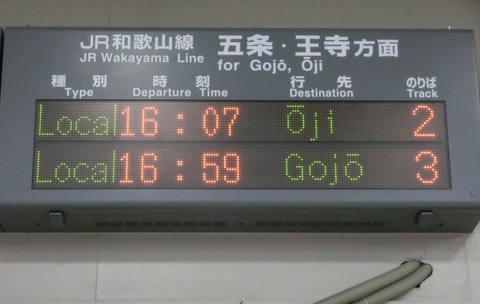 JR和歌山線 五条・王寺方面
JR Wakayama Line for Gojō, Ōji
種別 時刻 行先 のりば
Type Departure Time Destination Track
Local 16:07 Ōji 2
Local 16:59 Gojō 3